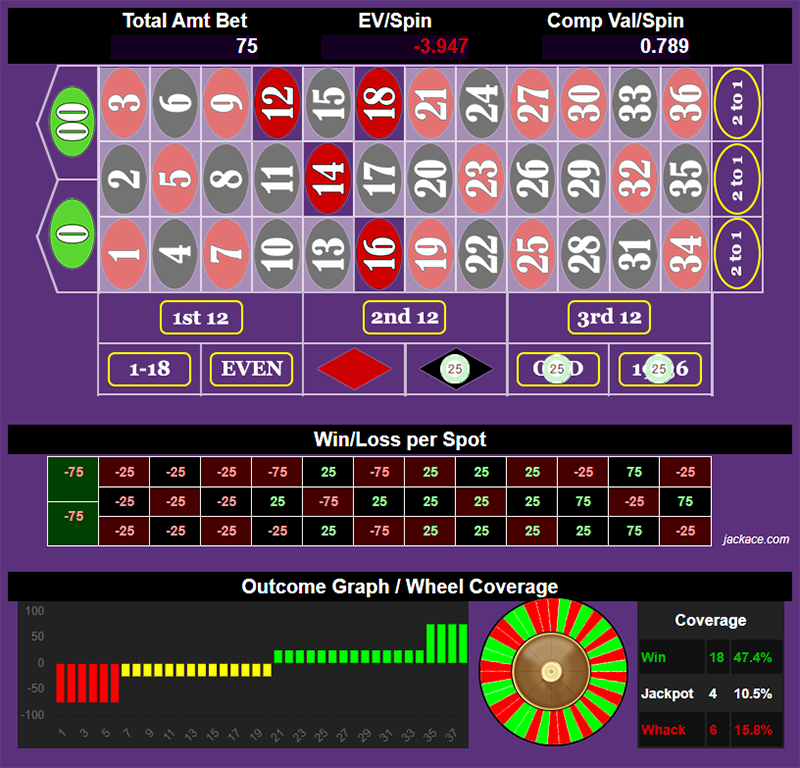 Total Amt Bet EV/Spin Comp Val/Spin
75 -3.947 0.789
00 3 6 9 12 15 18 21 24 27 30 33 36 2 to 1
2 5 8 11 14 17 20 23 26 29 32 35 2 to 1
0 1 4 7 10 13 16 19 22 25 28 31 34 2 to 1
1st 12 2nd 12 3rd 12
1-18 EVEN 25 25 25
Win/Loss per Spot
-75 -25 -25 -25 -75 25 -75 25 25 25 -25 75 -25
-25 -25 -25 25 -75 25 25 25 25 75 -25 75
-75 -25 -25 -25 -25 25 -75 25 25 25 25 75 -25
jackace.com
Outcome Graph / Wheel Coverage
100
50
0
-50
-100
1 3 5 7 9 11 13 15 17 19 21 23 25 27 29 31 33 35 37
Coverage
Win 18 47.4%
Jackpot 4 10.5%
Whack 6 15.8%